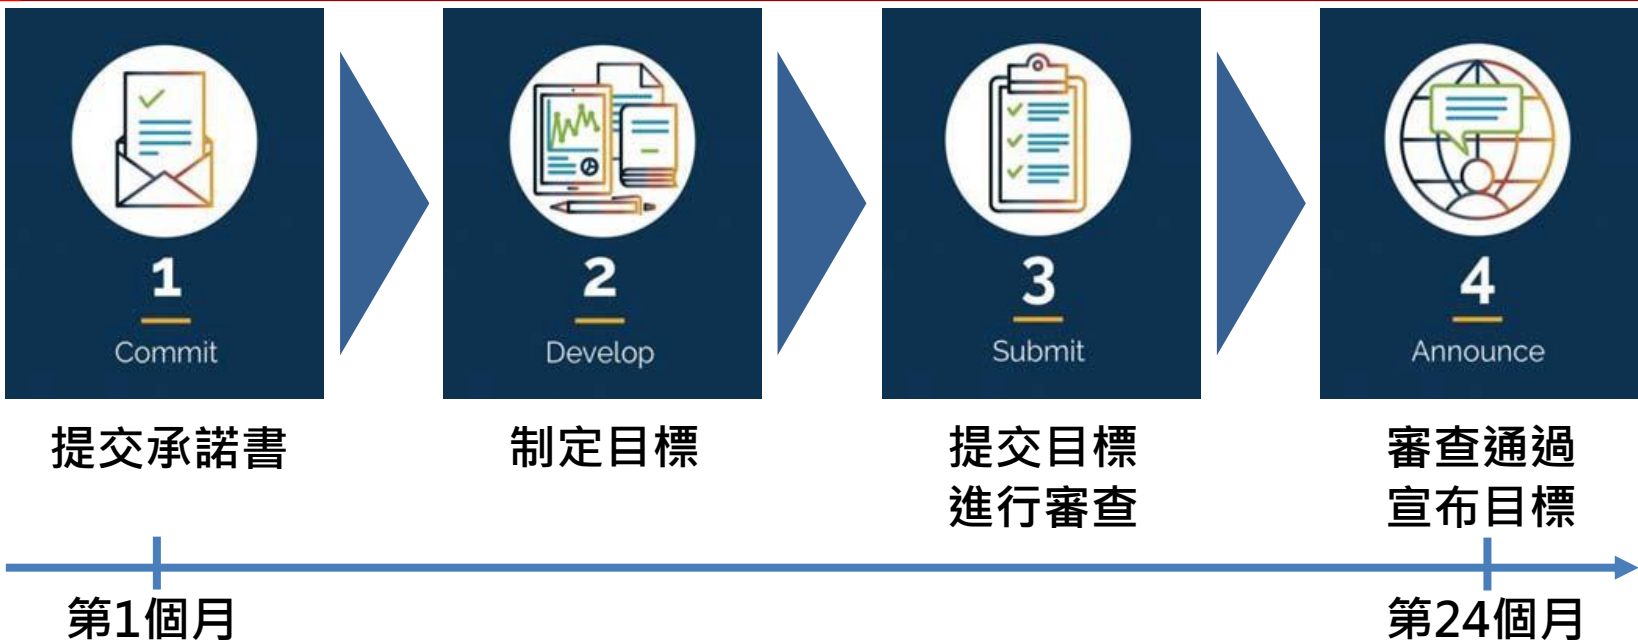 1
Commit
提交承諾書
2
Develop
制定目標
3
Submit
提交目標
進行審查
4
Announce
審查通過
宣布目標
第1個月
第24個月